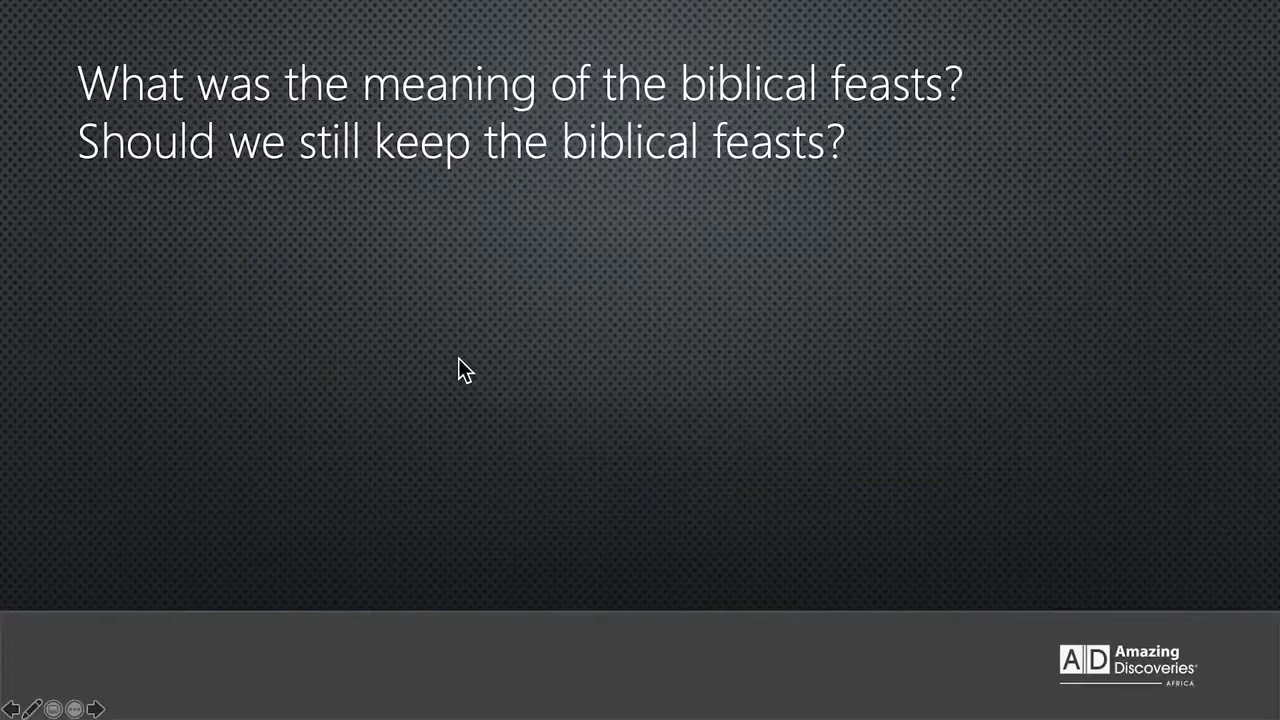 What was the meaning of the biblical feasts?
Should we still keep the biblical feasts?
AD Amazing
Discoveries®
AFRICA